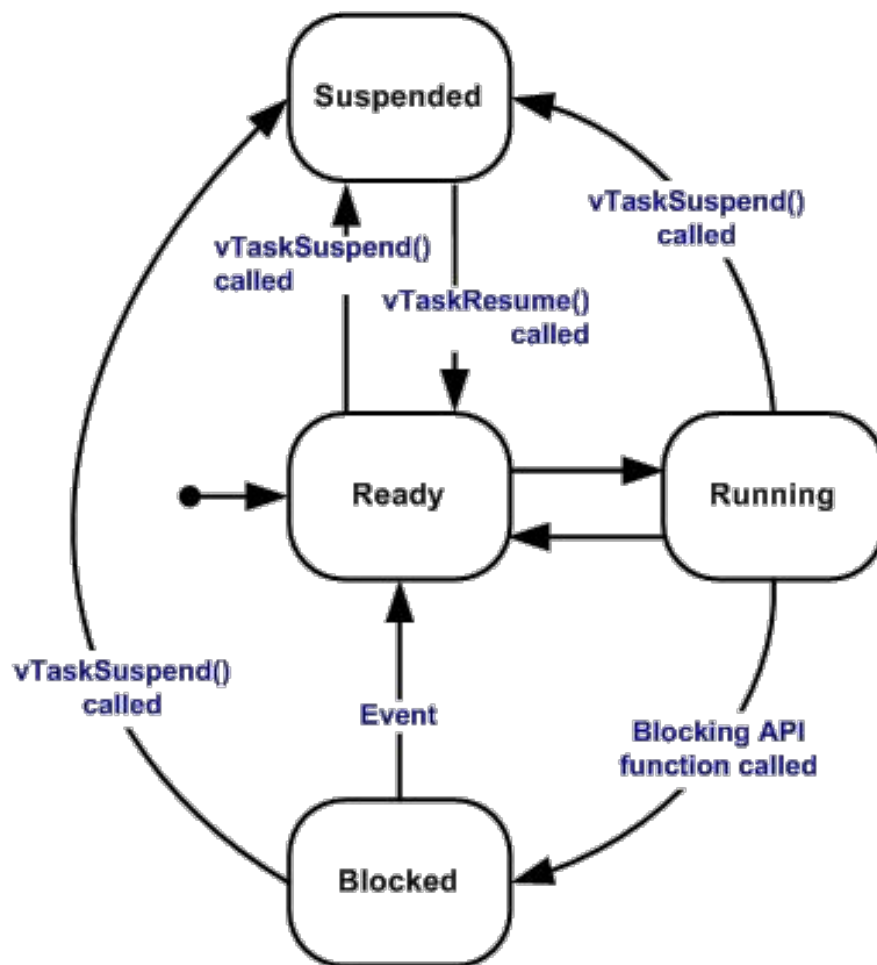 Suspended
vTaskSuspend()
called
vTaskSuspend()
called
vTaskResume()
called
Ready
Running
vTaskSuspend()
called
Event
Blocking API
function called
Blocked